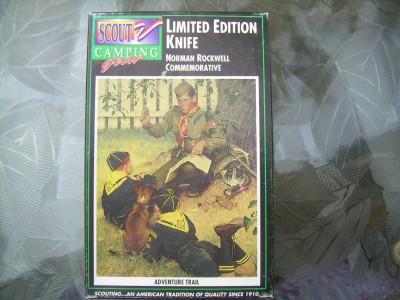 SCOUT
CAMPING
gear
LIMITED EDITION
KNIFE
NORMAN ROCKWELL
COMMEMORATIVE
ADVENTURE TRAIL
SCOUTING...AN AMERICAN TRADITION OF QUALITY SINCE 1910.